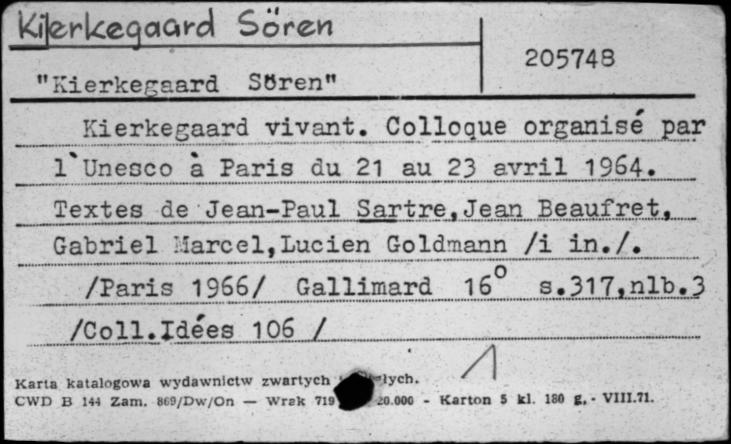 Kierkegaard Sören
205748
"Kierkegaard Sören"
Kierkegaard vivant. Colloque organisé par
l`Unesco à Paris du 21 au 23 avril 1964.
Textes de Jean-Paul Sartre,Jean Beaufret,
Gabriel Marcel,Lucien Goldmann /i in./.
/Paris 1966/ Gallimard 16° s.317,nlb.3
/Coll.Idées 106 /
1
Karta katalogowa wydawnictw zwartych
CWD B 144 Zam. 869/Dw/On — Wrzk 719 20.000 - Karton 5 kl. 180 g. - VIII.71.